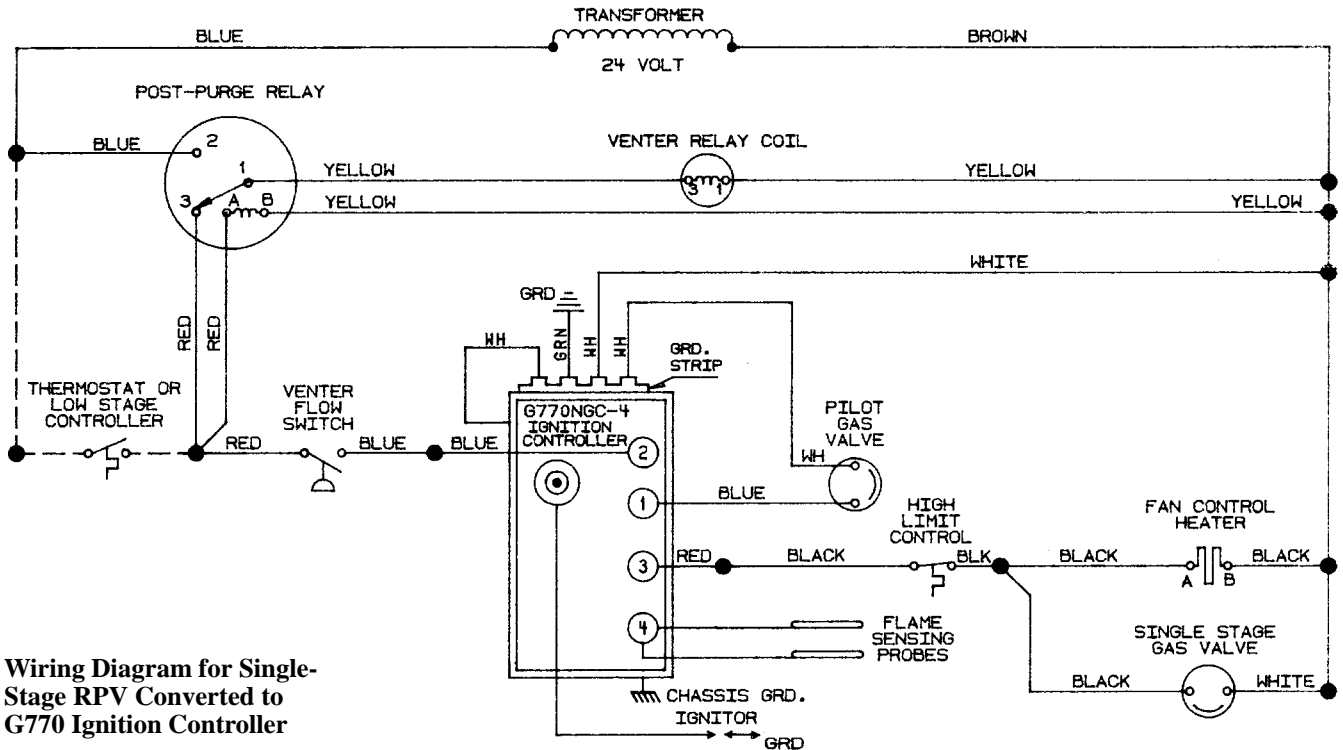 TRANSFORMER
BLUE
BROWN
24 VOLT
POST-PURGE RELAY
BLUE
2
VENTER RELAY COIL
1
YELLOW
3 1
YELLOW
3
A B
YELLOW
YELLOW
WHITE
GRD
RED
RED
WH
GRN
WH
WH
GRD.
STRIP
THERMOSTAT OR
LOW STAGE
CONTROLLER
VENTER
FLOW
SWITCH
G770NGC-4
IGNITION
CONTROLLER
PILOT
GAS
VALVE
RED
BLUE
BLUE
2
WH
1
BLUE
HIGH
LIMIT
CONTROL
FAN CONTROL
HEATER
3
RED
BLACK
BLK
BLACK
A B
BLACK
4
FLAME
SENSING
PROBES
SINGLE STAGE
GAS VALVE
BLACK
WHITE
Wiring Diagram for Single-
Stage RPV Converted to
G770 Ignition Controller
CHASSIS GRD.
IGNITOR
GRD